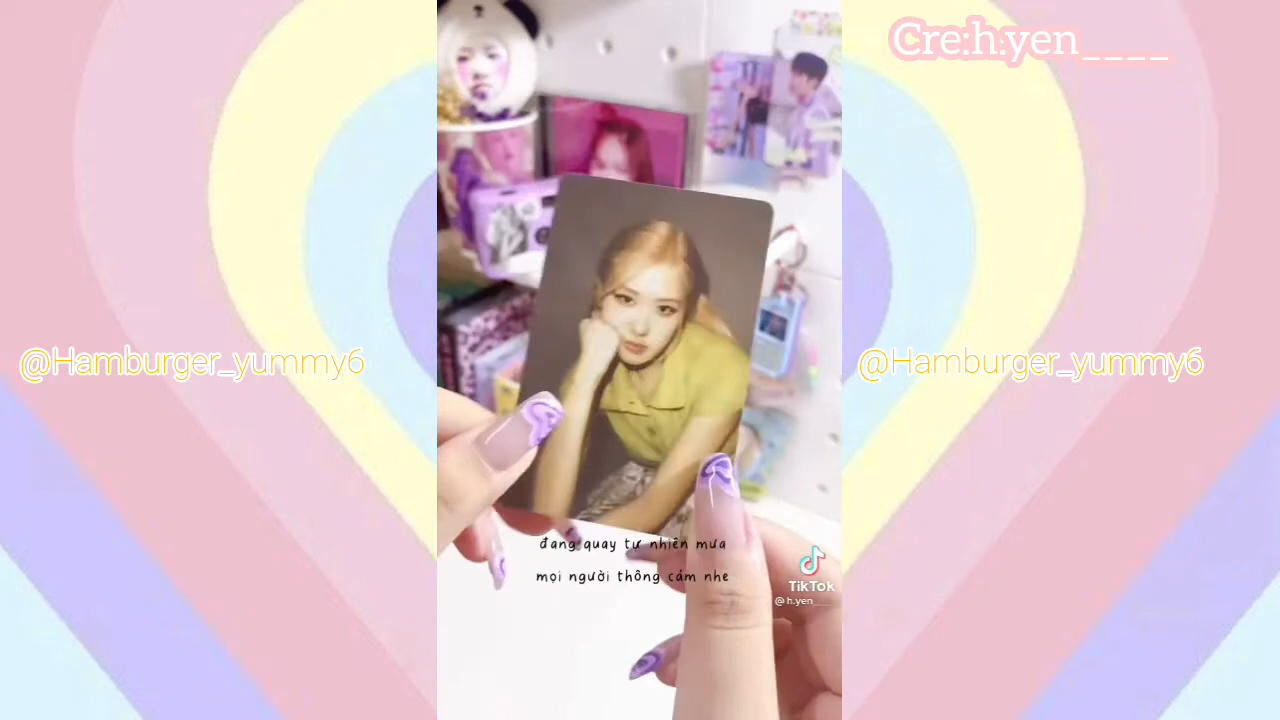 Cre:h.yen____
@Hamburger_yummy6
@Hamburger_yummy6
đang quay tự nhiên mưa
mọi người thông cảm nhe
TikTok
@h.yen____